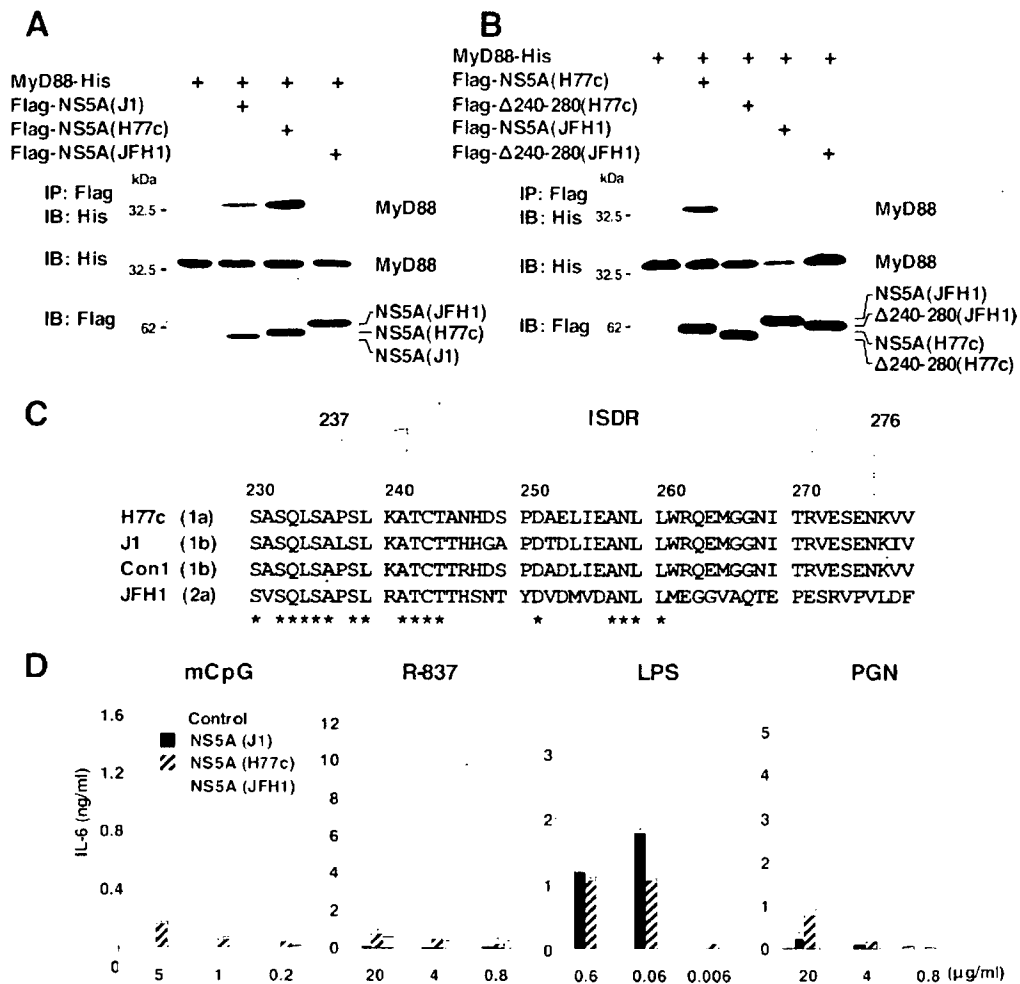 A
MyD88-His + + + +
Flag-NS5A(J1) +
Flag-NS5A(H77c) +
Flag-NS5A(JFH1) +
kDa
IP: Flag
IB: His 32.5 - MyD88
IB: His 32.5 - MyD88
IB: Flag 62 - NS5A(JFH1)
NS5A(H77c)
NS5A(J1)
B
MyD88-His + + + + +
Flag-NS5A(H77c) +
Flag-Δ240-280(H77c) +
Flag-NS5A(JFH1) +
Flag-Δ240-280(JFH1) +
kDa
IP: Flag
IB: His 32.5 - MyD88
IB: His 32.5 - MyD88
IB: Flag 62 - NS5A(JFH1)
Δ240-280(JFH1)
NS5A(H77c)
Δ240-280(H77c)
C
237 ISDR 276
230 240 250 260 270
H77c (1a) SASQLSAPSL KATCTANHDS PDAELIEANL LWRQEMGGNI TRVESENKVV
J1 (1b) SASQLSALSL KATCTTHHGA PDTDLIEANL LWRQEMGGNI TRVESENKIV
Con1 (1b) SASQLSAPSL KATCTTRHDS PDADLIEANL LWRQEMGGNI TRVESENKVV
JFH1 (2a) SVSQLSAPSL RATCTTHSNT YDVDMVDANL LMEGGVAQTE PESRVPVLDF
* ***** ** **** * *** *
D
mCpG R-837 LPS PGN
IL-6 (ng/ml)
1.6
1.2
0.8
0.4
0
Control
NS5A (J1)
NS5A (H77c)
NS5A (JFH1)
5 1 0.2
12
10
8
6
4
2
0
20 4 0.8
3
2
1
0
0.6 0.06 0.006
5
4
3
2
1
0
20 4 0.8 (μg/ml)